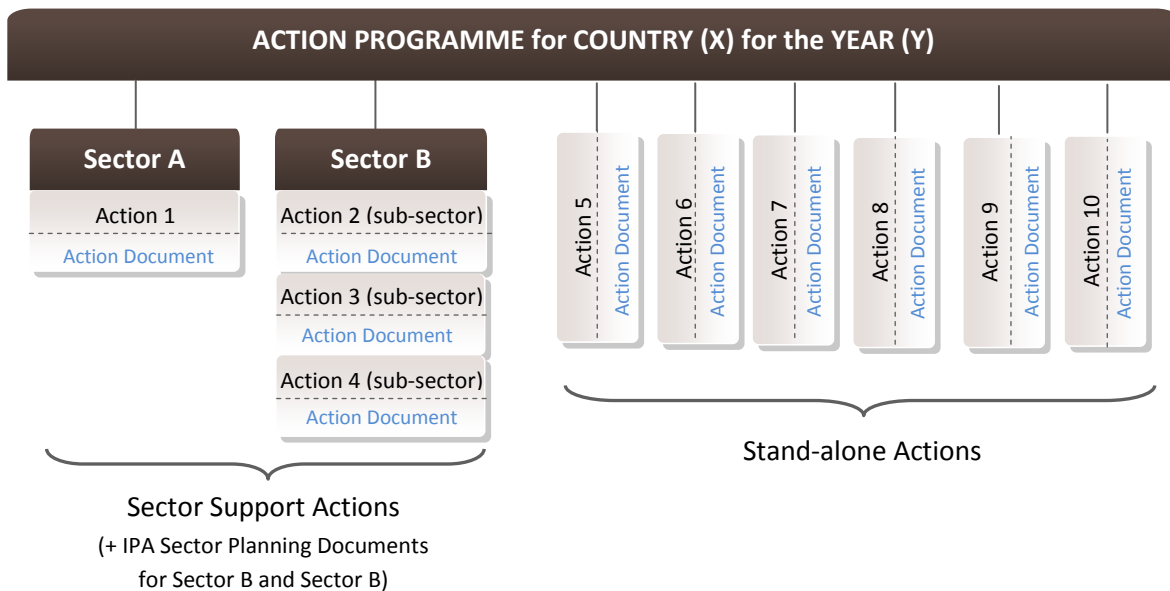 ACTION PROGRAMME for COUNTRY (X) for the YEAR (Y)
Sector A
Action 1
Action Document
Sector B
Action 2 (sub-sector)
Action Document
Action 3 (sub-sector)
Action Document
Action 4 (sub-sector)
Action Document
Action 5
Action Document
Action 6
Action Document
Action 7
Action Document
Action 8
Action Document
Action 9
Action Document
Action 10
Action Document
Sector Support Actions
(+ IPA Sector Planning Documents
for Sector B and Sector B)
Stand-alone Actions